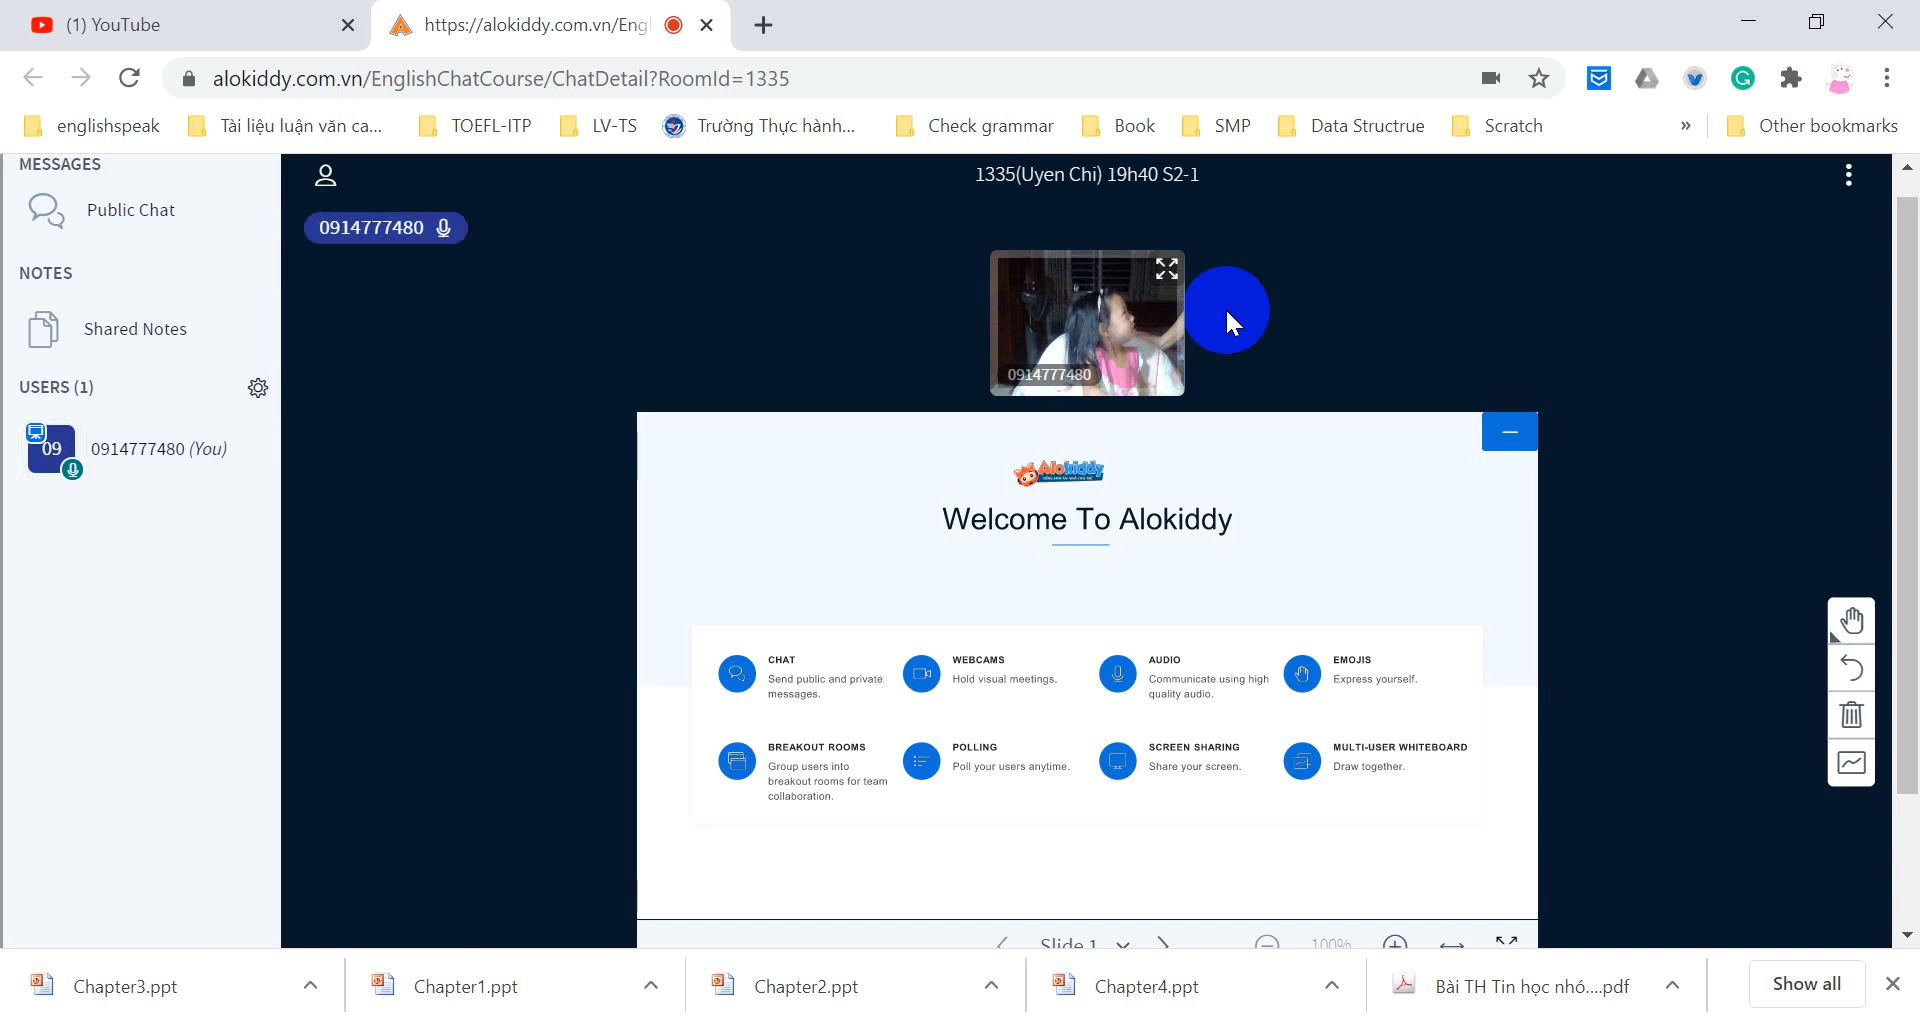 (1) YouTube
https://alokiddy.com.vn/Engl
alokiddy.com.vn/EnglishChatCourse/ChatDetail?RoomId=1335
englishspeak
Tài liệu luận văn ca...
TOEFL-ITP
LV-TS
Trường Thực hành...
Check grammar
Book
SMP
Data Structrue
Scratch
»
Other bookmarks
MESSAGES
Public Chat
NOTES
Shared Notes
USERS (1)
09
0914777480 (You)
1335(Uyen Chi) 19h40 S2-1
0914777480
0914777480
Alokiddy
Welcome To Alokiddy
CHAT
Send public and private
messages.
WEBCAMS
Hold visual meetings.
AUDIO
Communicate using high
quality audio.
EMOJIS
Express yourself.
BREAKOUT ROOMS
Group users into
breakout rooms for team
collaboration.
POLLING
Poll your users anytime.
SCREEN SHARING
Share your screen.
MULTI-USER WHITEBOARD
Draw together.
Slide 1
100%
Chapter3.ppt
Chapter1.ppt
Chapter2.ppt
Chapter4.ppt
Bài TH Tin học nhó....pdf
Show all